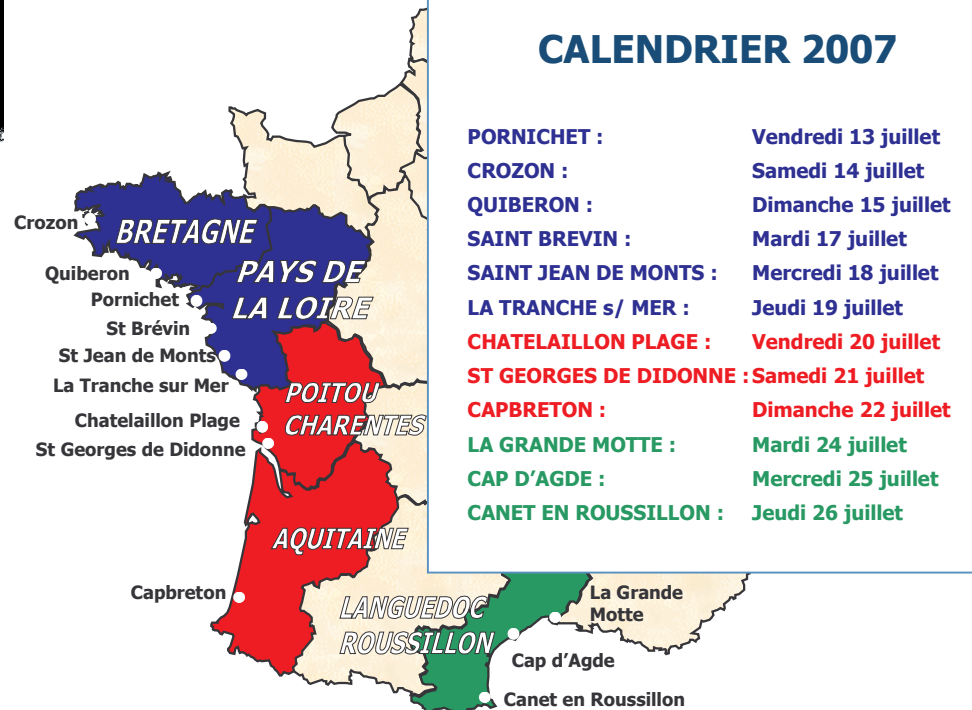 CALENDRIER 2007
PORNICHET : Vendredi 13 juillet
CROZON : Samedi 14 juillet
QUIBERON : Dimanche 15 juillet
SAINT BREVIN : Mardi 17 juillet
SAINT JEAN DE MONTS : Mercredi 18 juillet
LA TRANCHE s/ MER : Jeudi 19 juillet
CHATELAILLON PLAGE : Vendredi 20 juillet
ST GEORGES DE DIDONNE : Samedi 21 juillet
CAPBRETON : Dimanche 22 juillet
LA GRANDE MOTTE : Mardi 24 juillet
CAP D'AGDE : Mercredi 25 juillet
CANET EN ROUSSILLON : Jeudi 26 juillet
Crozon
BRETAGNE
Quiberon
PAYS DE
LA LOIRE
Pornichet
St Brévin
St Jean de Monts
La Tranche sur Mer
POITOU
CHARENTES
Chatelaillon Plage
St Georges de Didonne
AQUITAINE
Capbreton
LANGUEDOC
ROUSSILLON
La Grande
Motte
Cap d'Agde
Canet en Roussillon